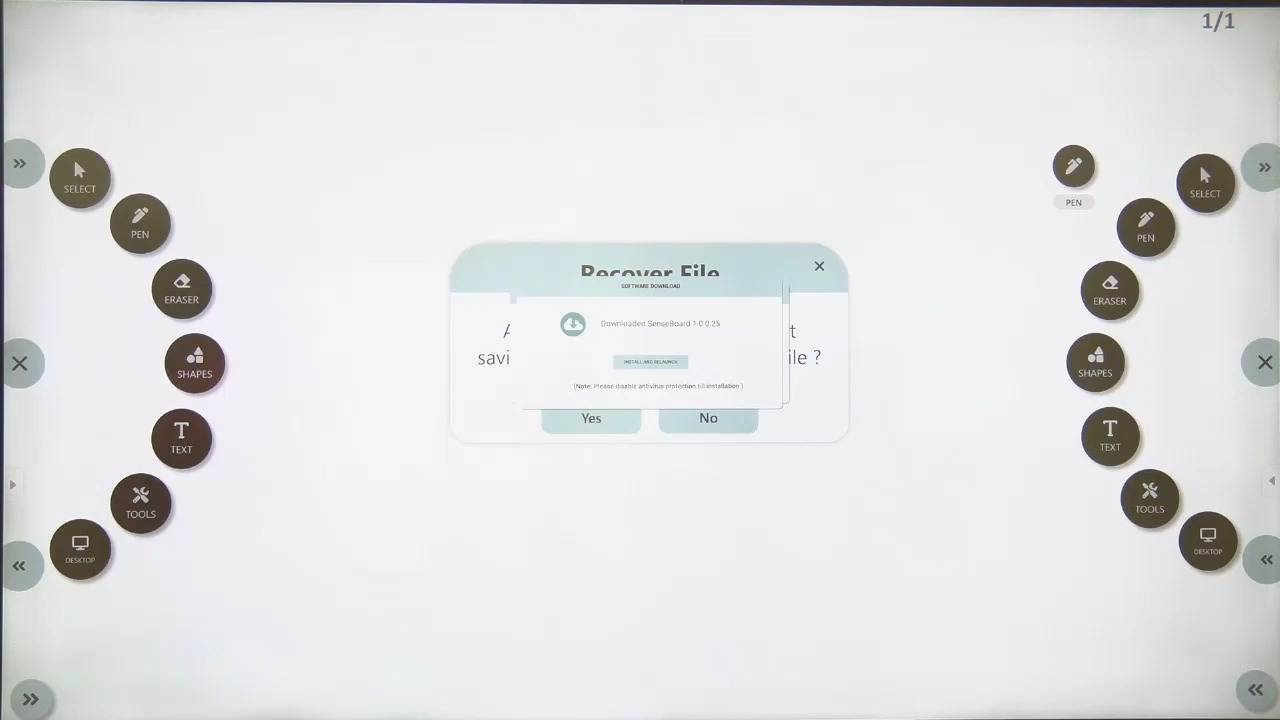 1/1
SELECT
PEN
ERASER
SHAPES
TEXT
TOOLS
DESKTOP
Recover File
SOFTWARE DOWNLOAD
Downloaded SenseBoard 1.0.0.25
INSTALL AND RELAUNCH
(Note: Please disable antivirus protection till installation )
savi
ile ?
Yes
No
PEN
SELECT
PEN
ERASER
SHAPES
TEXT
TOOLS
DESKTOP